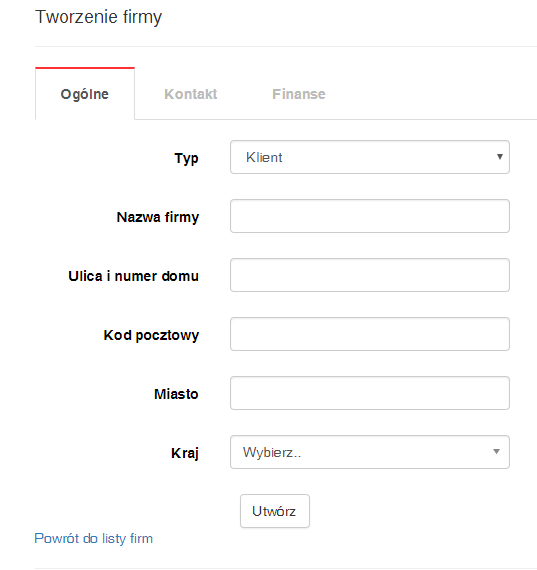 Tworzenie firmy
Ogólne Kontakt Finanse
Typ Klient
Nazwa firmy
Ulica i numer domu
Kod pocztowy
Miasto
Kraj Wybierz..
Utwórz
Powrót do listy firm